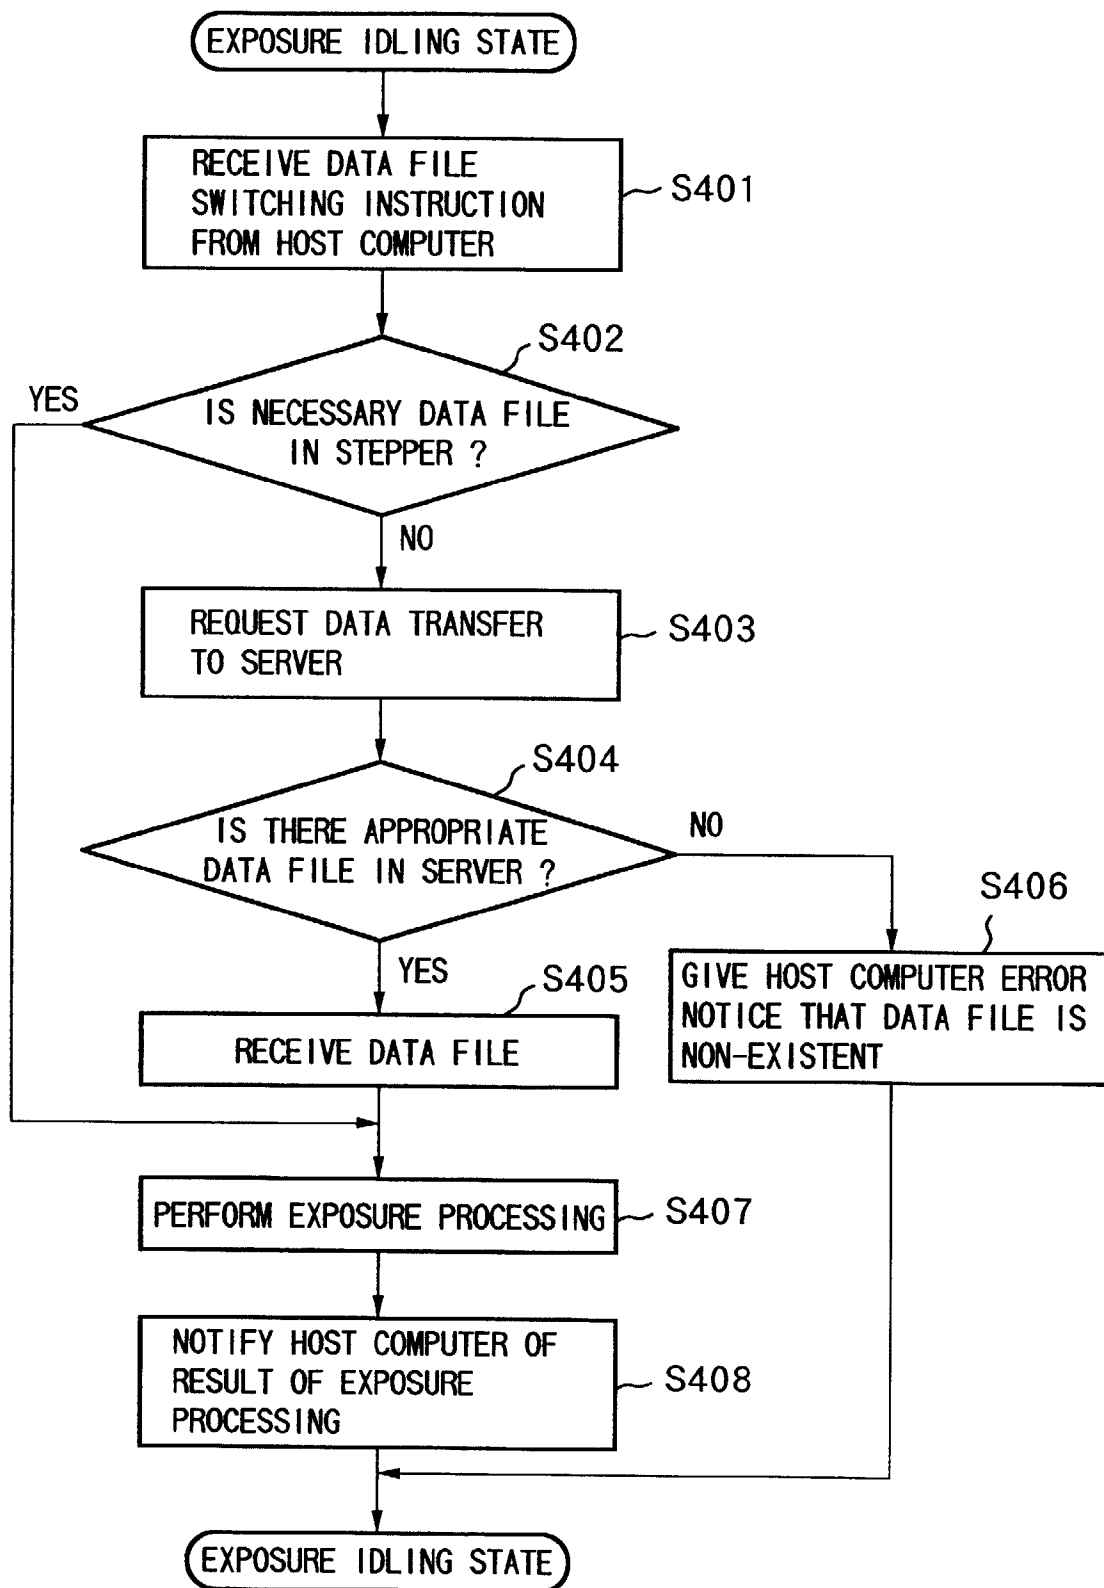 EXPOSURE IDLING STATE
RECEIVE DATA FILE
SWITCHING INSTRUCTION
FROM HOST COMPUTER
S401
S402
YES
IS NECESSARY DATA FILE
IN STEPPER ?
NO
REQUEST DATA TRANSFER
TO SERVER
S403
S404
IS THERE APPROPRIATE
DATA FILE IN SERVER ?
NO
YES
S405
RECEIVE DATA FILE
S406
GIVE HOST COMPUTER ERROR
NOTICE THAT DATA FILE IS
NON-EXISTENT
PERFORM EXPOSURE PROCESSING
S407
NOTIFY HOST COMPUTER OF
RESULT OF EXPOSURE
PROCESSING
S408
EXPOSURE IDLING STATE